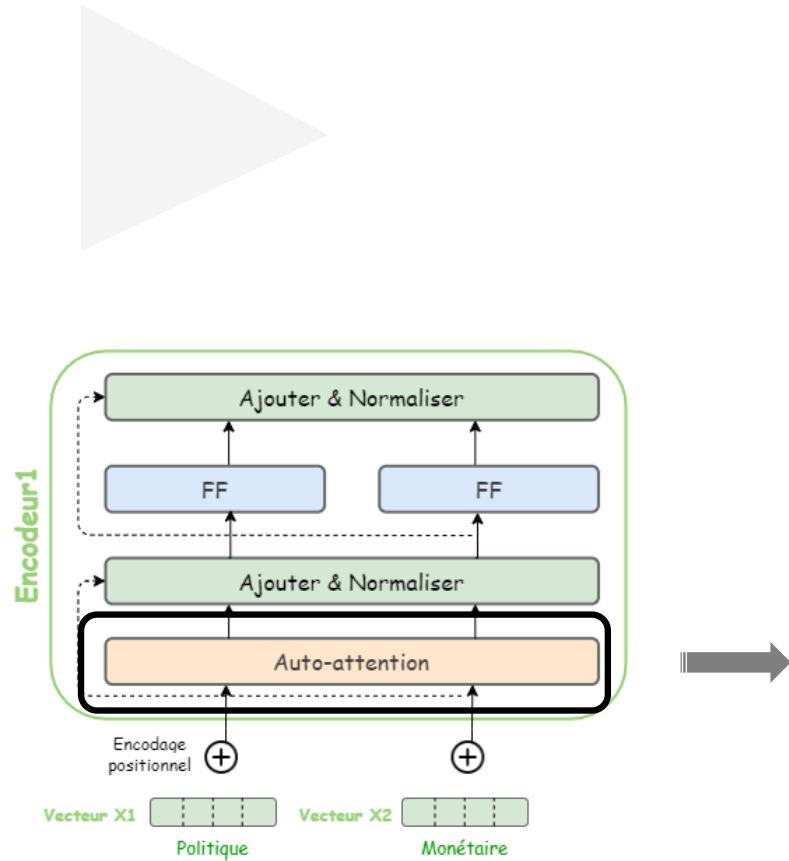 Ajouter & Normaliser
FF
FF
Encodeur1
Ajouter & Normaliser
Auto-attention
Encodage
positionnel
Vecteur X1
Vecteur X2
Politique
Monétaire